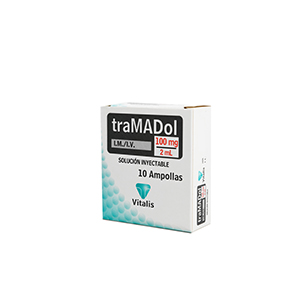 traMADol
I.M./I.V.
100 mg
2 mL
SOLUCIÓN INYECTABLE
10 Ampollas
Vitalis